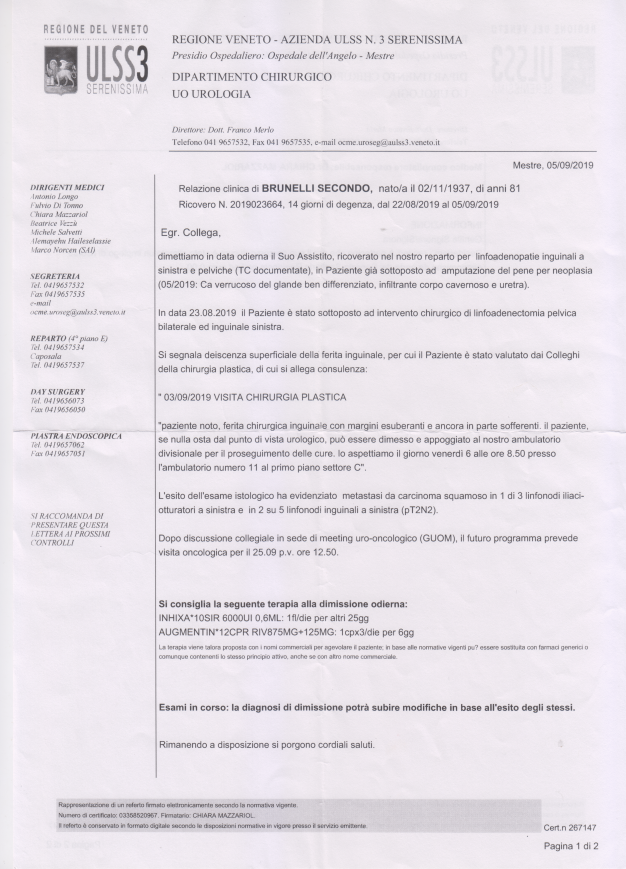 REGIONE DEL VENETO
ULSS3
SERENISSIMA
REGIONE VENETO - AZIENDA ULSS N. 3 SERENISSIMA
Presidio Ospedaliero: Ospedale dell'Angelo - Mestre
DIPARTIMENTO CHIRURGICO
UO UROLOGIA
Direttore: Dott. Franco Merlo
Telefono 041 9657532, Fax 041 9657535, e-mail ocme.uroseg@aulss3.veneto.it
Mestre, 05/09/2019
DIRIGENTI MEDICI
Antonio Longo
Fulvio Di Tonno
Chiara Mazzariol
Beatrice Vezzù
Michele Salvetti
Alemayehu Haileselassie
Marco Norcen (SAI)
SEGRETERIA
Tel. 0419657532
Fax 0419657535
e-mail
ocme.uroseg@aulss3.veneto.it
REPARTO (4° piano E)
Tel. 0419657534
Caposala
Tel. 0419657537
DAY SURGERY
Tel. 0419656073
Fax 0419656050
PIASTRA ENDOSCOPICA
Tel. 0419657062
Fax 0419657051
SI RACCOMANDA DI
PRESENTARE QUESTA
LETTERA AI PROSSIMI
CONTROLLI
Relazione clinica di BRUNELLI SECONDO, nato/a il 02/11/1937, di anni 81
Ricovero N. 2019023664, 14 giorni di degenza, dal 22/08/2019 al 05/09/2019
Egr. Collega,
dimettiamo in data odierna il Suo Assistito, ricoverato nel nostro reparto per linfoadenopatie inguinali a
sinistra e pelviche (TC documentate), in Paziente già sottoposto ad amputazione del pene per neoplasia
(05/2019: Ca verrucoso del glande ben differenziato, infiltrante corpo cavernoso e uretra).
In data 23.08.2019 il Paziente è stato sottoposto ad intervento chirurgico di linfoadenectomia pelvica
bilaterale ed inguinale sinistra.
Si segnala deiscenza superficiale della ferita inguinale, per cui il Paziente è stato valutato dai Colleghi
della chirurgia plastica, di cui si allega consulenza:
" 03/09/2019 VISITA CHIRURGIA PLASTICA
"paziente noto, ferita chirurgica inguinale con margini esuberanti e ancora in parte sofferenti. il paziente,
se nulla osta dal punto di vista urologico, può essere dimesso e appoggiato al nostro ambulatorio
divisionale per il proseguimento delle cure. lo aspettiamo il giorno venerdì 6 alle ore 8.50 presso
l'ambulatorio numero 11 al primo piano settore C".
L'esito dell'esame istologico ha evidenziato metastasi da carcinoma squamoso in 1 di 3 linfonodi iliaci-
otturatori a sinistra e in 2 su 5 linfonodi inguinali a sinistra (pT2N2).
Dopo discussione collegiale in sede di meeting uro-oncologico (GUOM), il futuro programma prevede
visita oncologica per il 25.09 p.v. ore 12.50.
Si consiglia la seguente terapia alla dimissione odierna:
INHIXA*10SIR 6000UI 0,6ML: 1fl/die per altri 25gg
AUGMENTIN*12CPR RIV875MG+125MG: 1cpx3/die per 6gg
La terapia viene talora proposta con i nomi commerciali per agevolare il paziente; in base alle normative vigenti pu? essere sostituita con farmaci generici o
comunque contenenti lo stesso principio attivo, anche se con altro nome commerciale.
Esami in corso: la diagnosi di dimissione potrà subire modifiche in base all'esito degli stessi.
Rimanendo a disposizione si porgono cordiali saluti.
Rappresentazione di un referto firmato elettronicamente secondo la normativa vigente.
Numero di certificato: 03358520967. Firmatario: CHIARA MAZZARIOL.
Il referto è conservato in formato digitale secondo le disposizioni normative in vigore presso il servizio emittente.
Cert.n 267147
Pagina 1 di 2